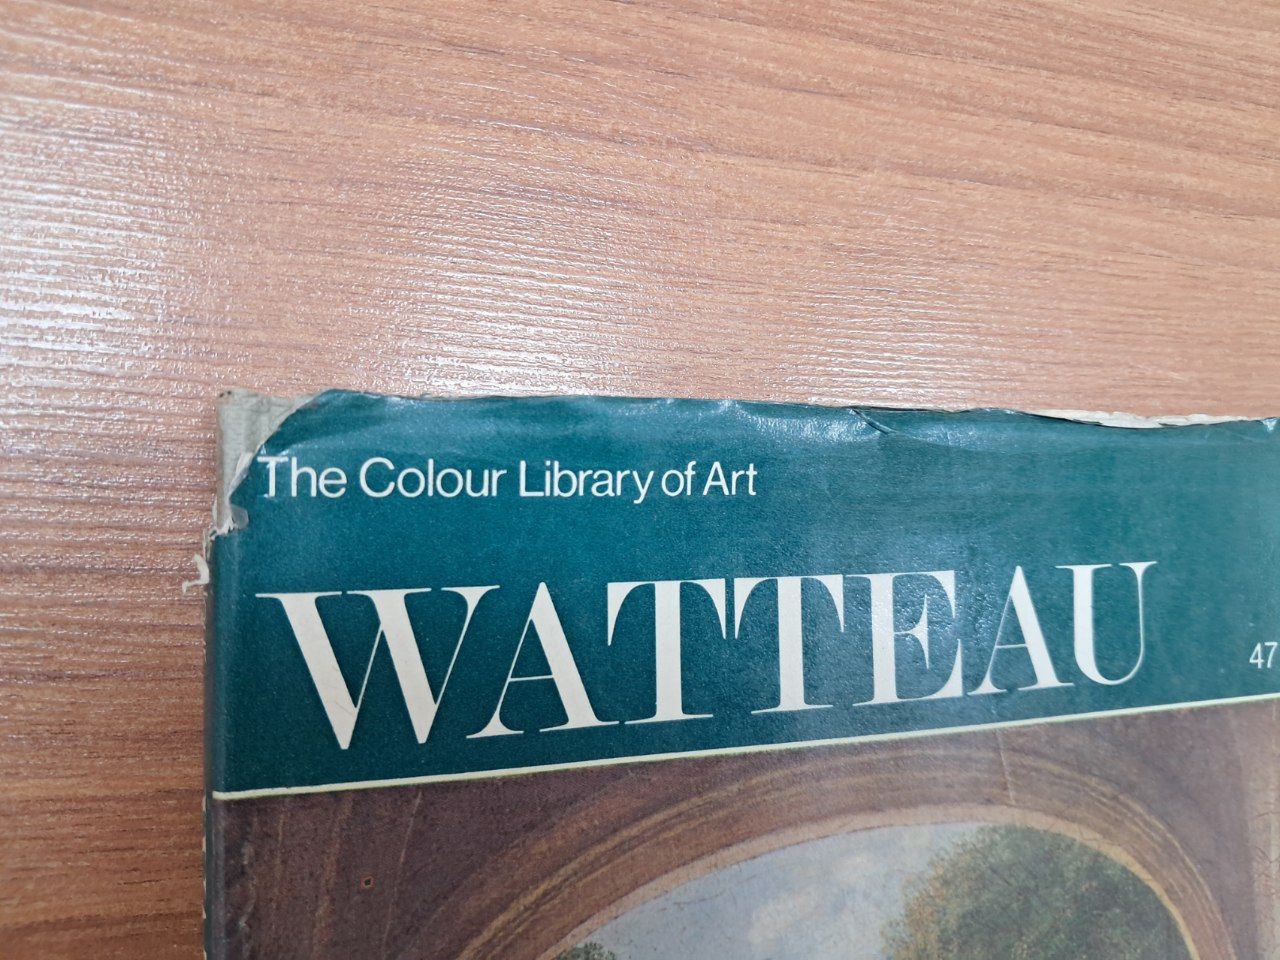 The Colour Library of Art
WATTEAU
47